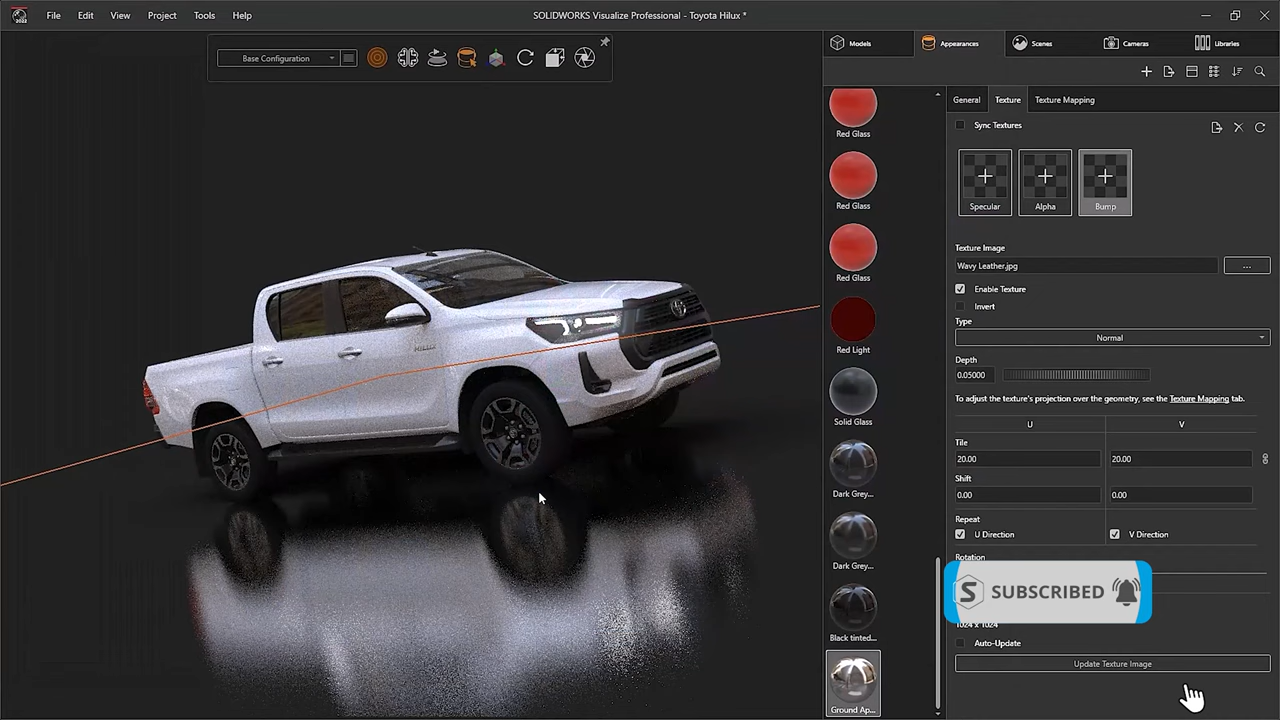 File Edit View Project Tools Help
SOLIDWORKS Visualize Professional - Toyota Hilux *
2022
Base Configuration
Models Appearances Scenes Cameras Libraries
General Texture Texture Mapping
Sync Textures
Specular Alpha Bump
Texture Image
Wavy Leather.jpg ...
Enable Texture
Invert
Type
Normal
Depth
0.05000
To adjust the texture's projection over the geometry, see the Texture Mapping tab.
U V
Tile
20.00 20.00
Shift
0.00 0.00
Repeat
U Direction V Direction
Rotation
S SUBSCRIBED
1024 x 1024
Auto-Update
Update Texture Image
Red Glass
Red Glass
Red Glass
Red Light
Solid Glass
Dark Grey...
Dark Grey...
Black tinted...
Ground Ap...
HILUX